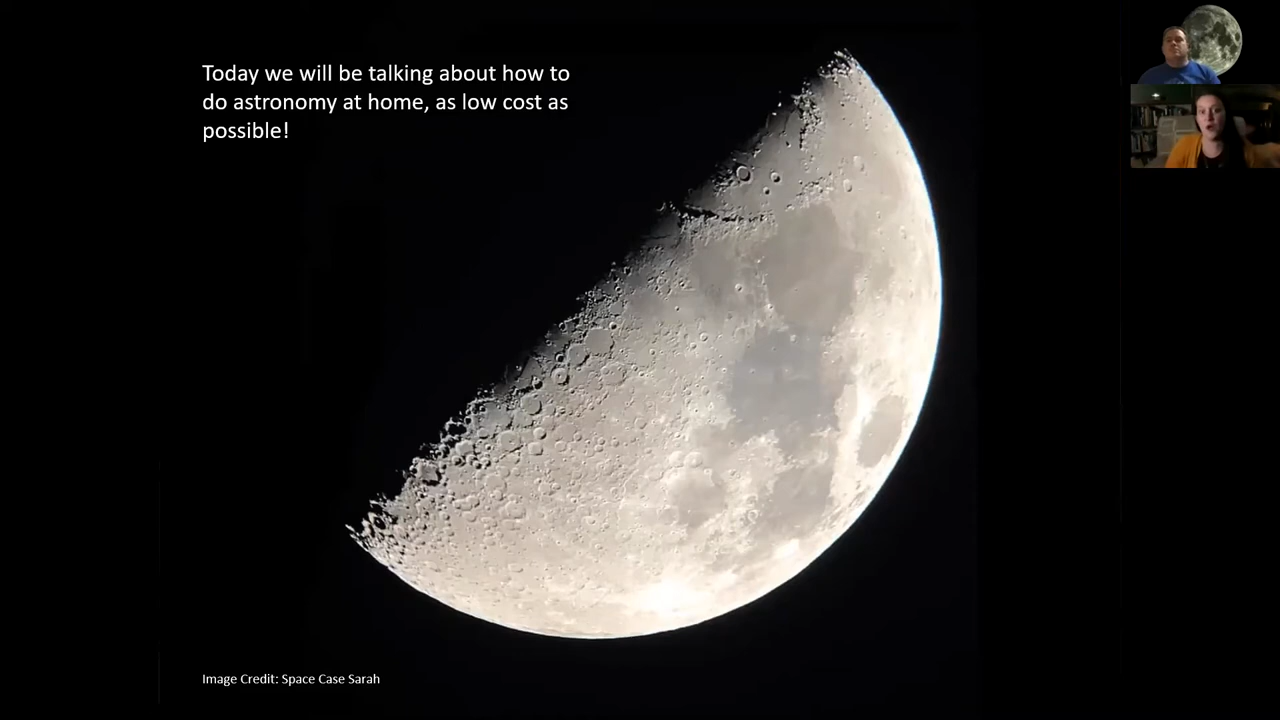 Today we will be talking about how to
do astronomy at home, as low cost as
possible!
Image Credit: Space Case Sarah